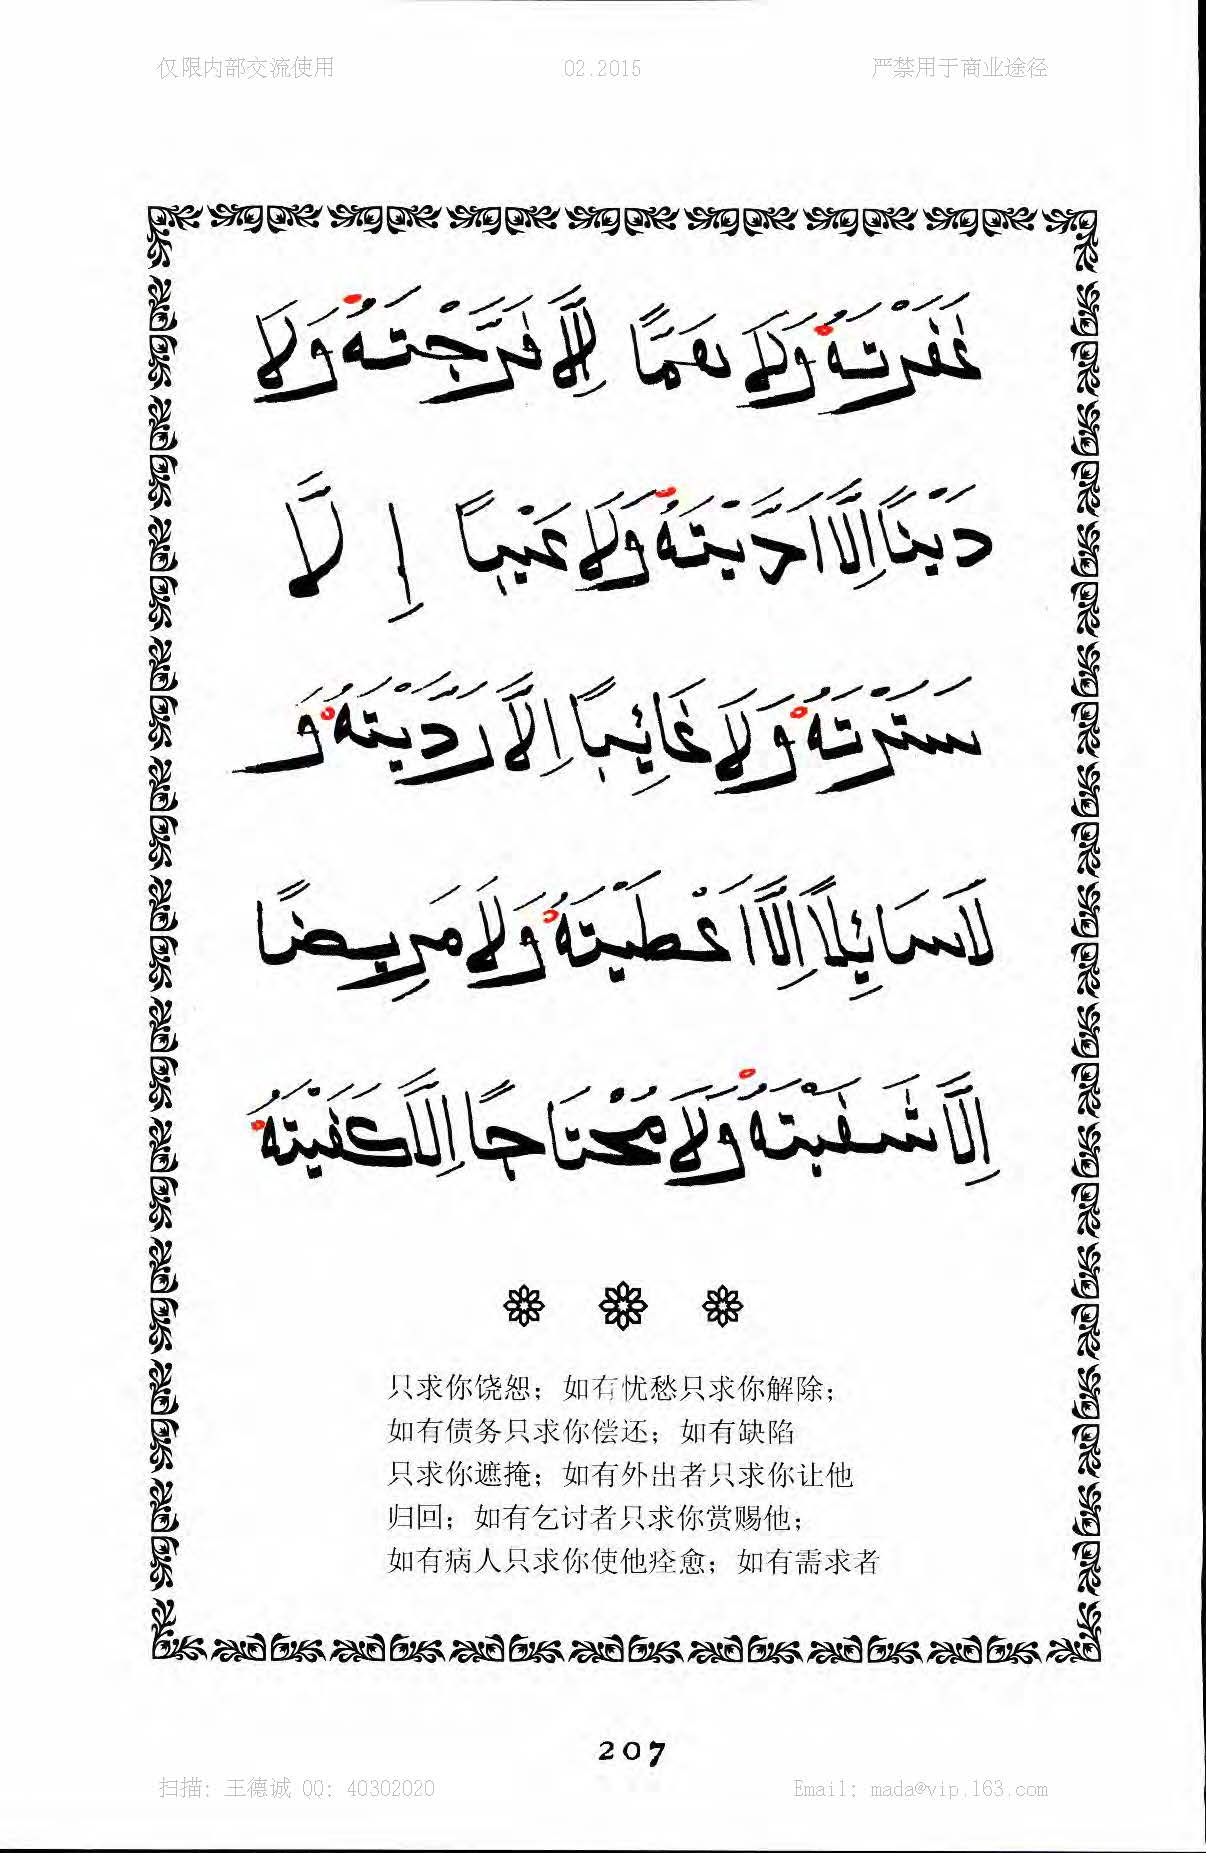 仅限内部交流使用 02.2015 严禁用于商业途径
غَفَرْتَهُ وَلَا هَمًّا اِلَّا فَرَّجْتَهُ وَلَا
دَيْنًا اِلَّا اَدَّيْتَهُ وَلَا عَيْبًا اِلَّا
سَتَرْتَهُ وَلَا غَائِبًا اِلَّا رَدَيْتَهُ وَ
لَا سَائِلًا اِلَّا اَعْطَيْتَهُ وَلَا مَرِيضًا
اِلَّا شَفَيْتَهُ وَلَا مُحْتَاجًا اِلَّا كَفَيْتَهُ
只求你饶恕；如有忧愁只求你解除；
如有债务只求你偿还；如有缺陷
只求你遮掩；如有外出者只求你让他
归回；如有乞讨者只求你赏赐他；
如有病人只求你使他痊愈；如有需求者
207
扫描: 王德诚 QQ: 40302020 Email: mada@vip.163.com